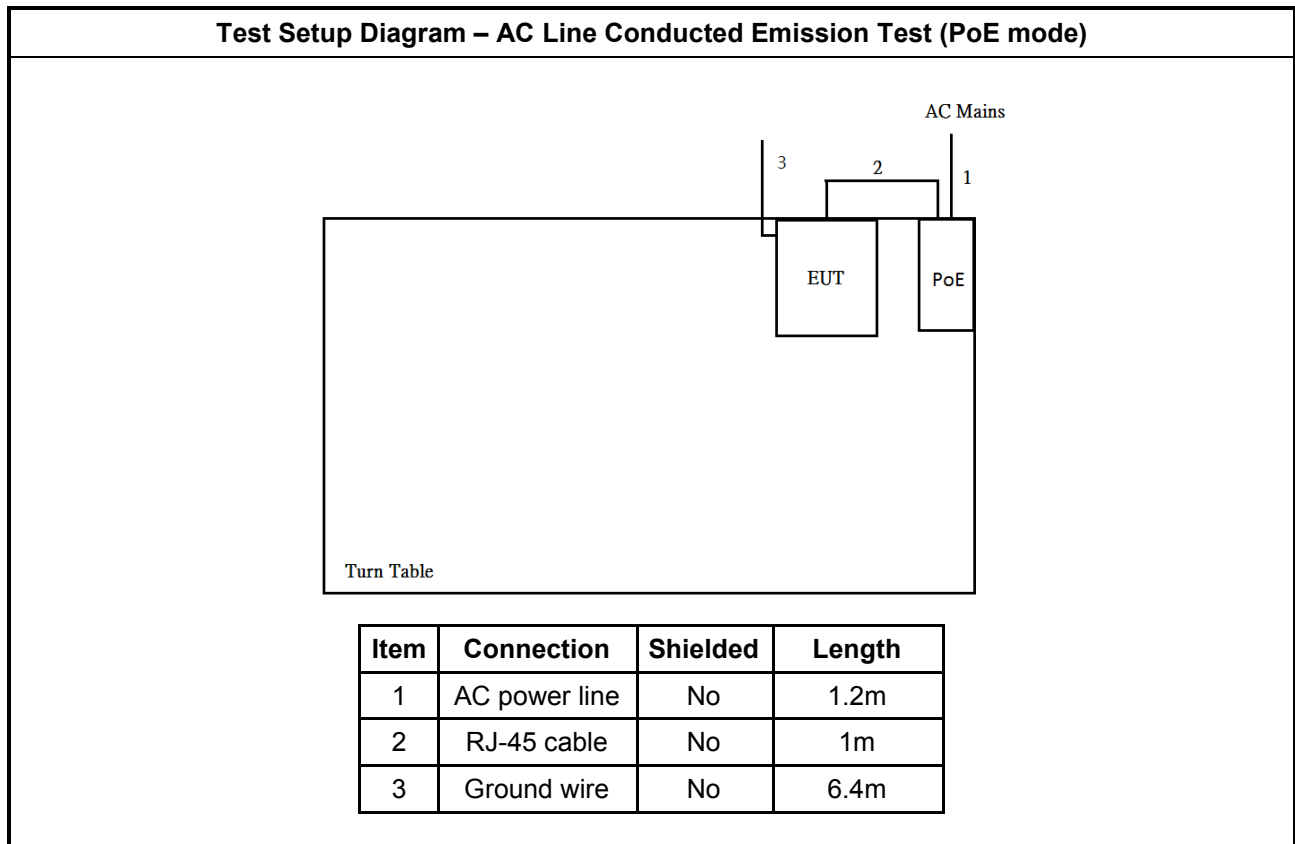 Test Setup Diagram – AC Line Conducted Emission Test (PoE mode)
AC Mains
3
2
1
EUT
PoE
Turn Table
Item Connection Shielded Length
1 AC power line No 1.2m
2 RJ-45 cable No 1m
3 Ground wire No 6.4m